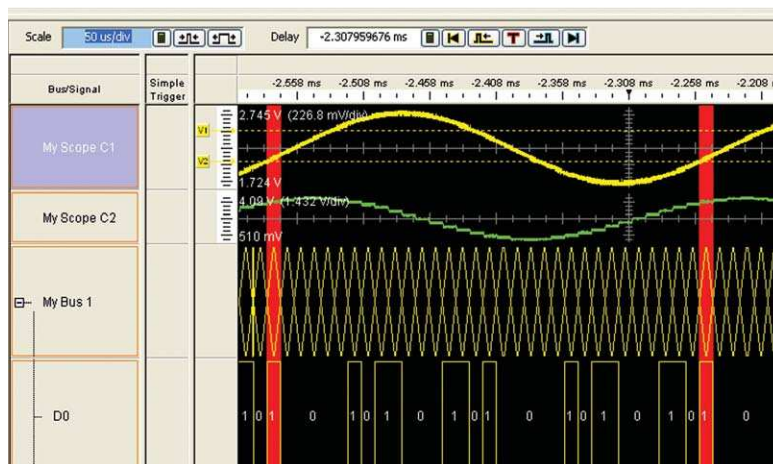 Scale 50 us/div Delay -2.307959676 ms T
Bus/Signal Simple Trigger -2.558 ms -2.508 ms -2.458 ms -2.408 ms -2.358 ms -2.308 ms -2.258 ms -2.208
My Scope C1 V1 V2 2.745 V (226.8 mV/div)
1.724 V
My Scope C2 4.09 V (1.432 V/div)
510 mV
My Bus 1
D0 1 0 1 0 1 0 1 0 1 0 1 0 1 0 1 0 1 0 1 0